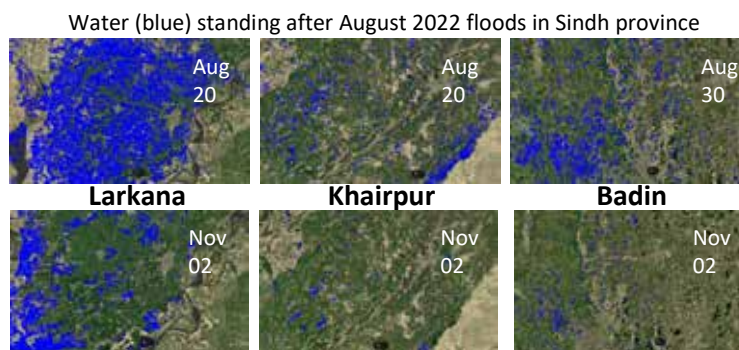 Water (blue) standing after August 2022 floods in Sindh province
Aug
20
Aug
20
Aug
30
Larkana
Khairpur
Badin
Nov
02
Nov
02
Nov
02